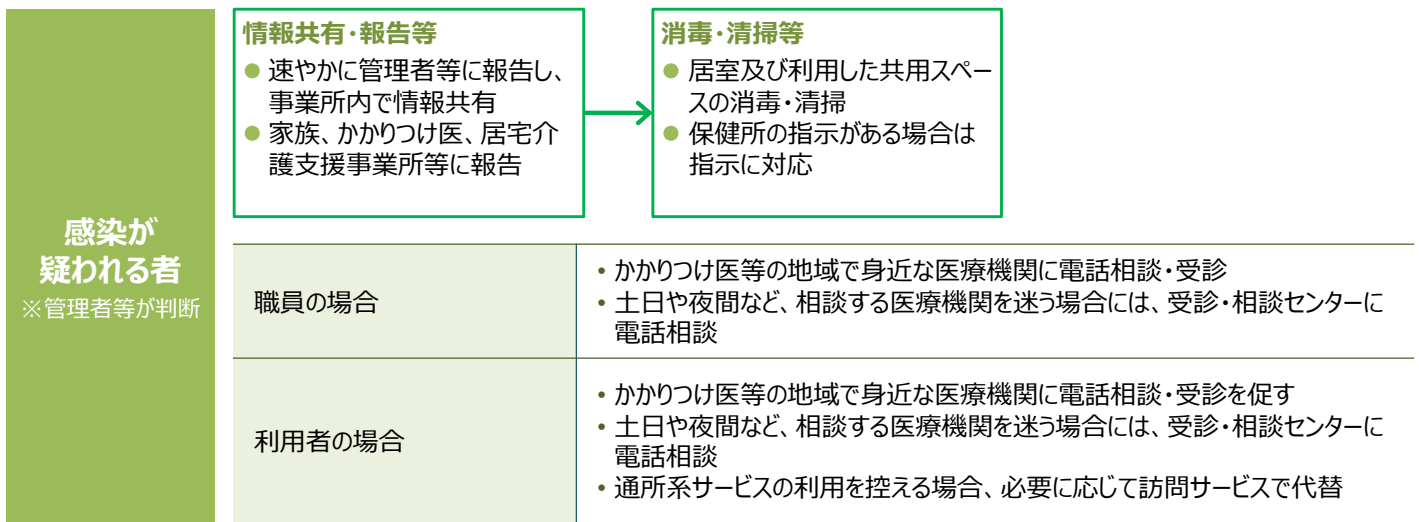 感染が
疑われる者
※管理者等が判断
情報共有・報告等
● 速やかに管理者等に報告し、
事業所内で情報共有
● 家族、かかりつけ医、居宅介
護支援事業所等に報告
消毒・清掃等
● 居室及び利用した共用スペー
スの消毒・清掃
● 保健所の指示がある場合は
指示に対応
職員の場合
• かかりつけ医等の地域で身近な医療機関に電話相談・受診
• 土日や夜間など、相談する医療機関を迷う場合には、受診・相談センターに
電話相談
利用者の場合
• かかりつけ医等の地域で身近な医療機関に電話相談・受診を促す
• 土日や夜間など、相談する医療機関を迷う場合には、受診・相談センターに
電話相談
• 通所系サービスの利用を控える場合、必要に応じて訪問サービスで代替